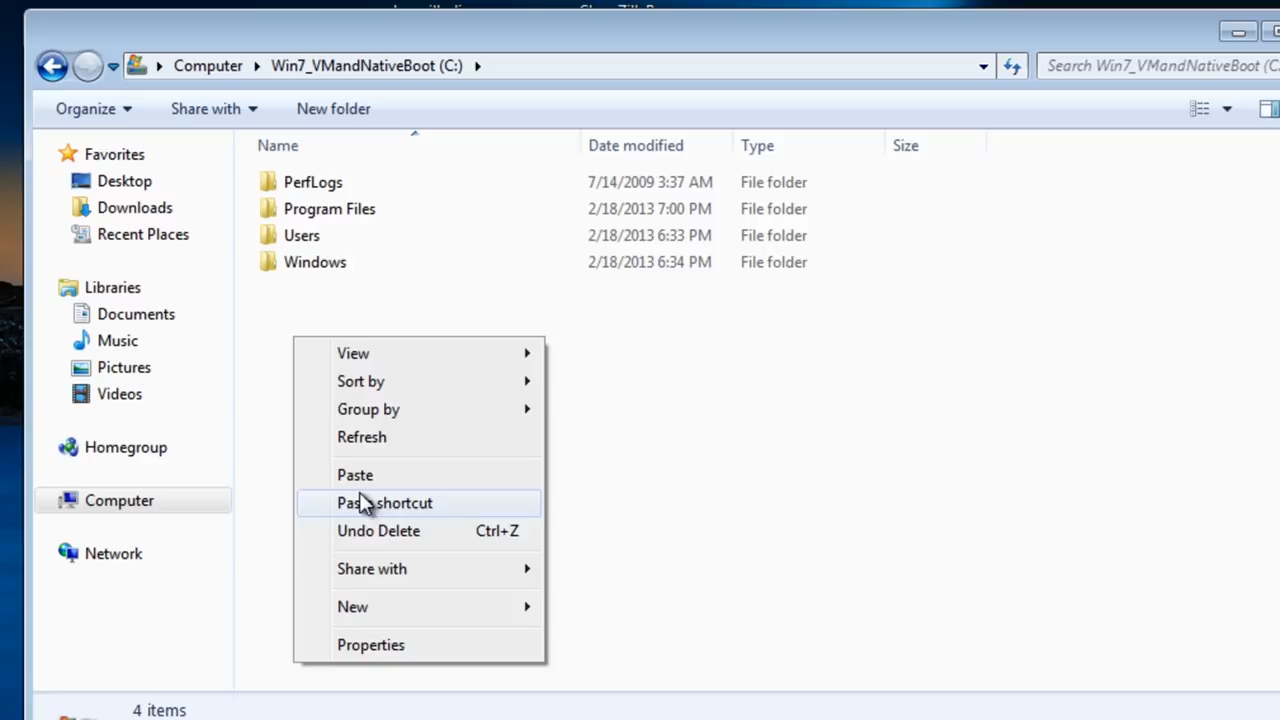 Computer Win7_VMandNativeBoot (C:)
Search Win7_VMandNativeBoot (C:
Organize Share with New folder
Name Date modified Type Size
Favorites
Desktop
Downloads
Recent Places
Libraries
Documents
Music
Pictures
Videos
Homegroup
Computer
Network
PerfLogs 7/14/2009 3:37 AM File folder
Program Files 2/18/2013 7:00 PM File folder
Users 2/18/2013 6:33 PM File folder
Windows 2/18/2013 6:34 PM File folder
View
Sort by
Group by
Refresh
Paste
Paste shortcut
Undo Delete Ctrl+Z
Share with
New
Properties
4 items